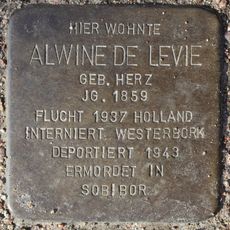 HIER WOHNTE
ALWINE DE LEVIE
GEB. HERZ
JG. 1859
FLUCHT 1937 HOLLAND
INTERNIERT WESTERBORK
DEPORTIERT 1943
ERMORDET IN
SOBIBOR